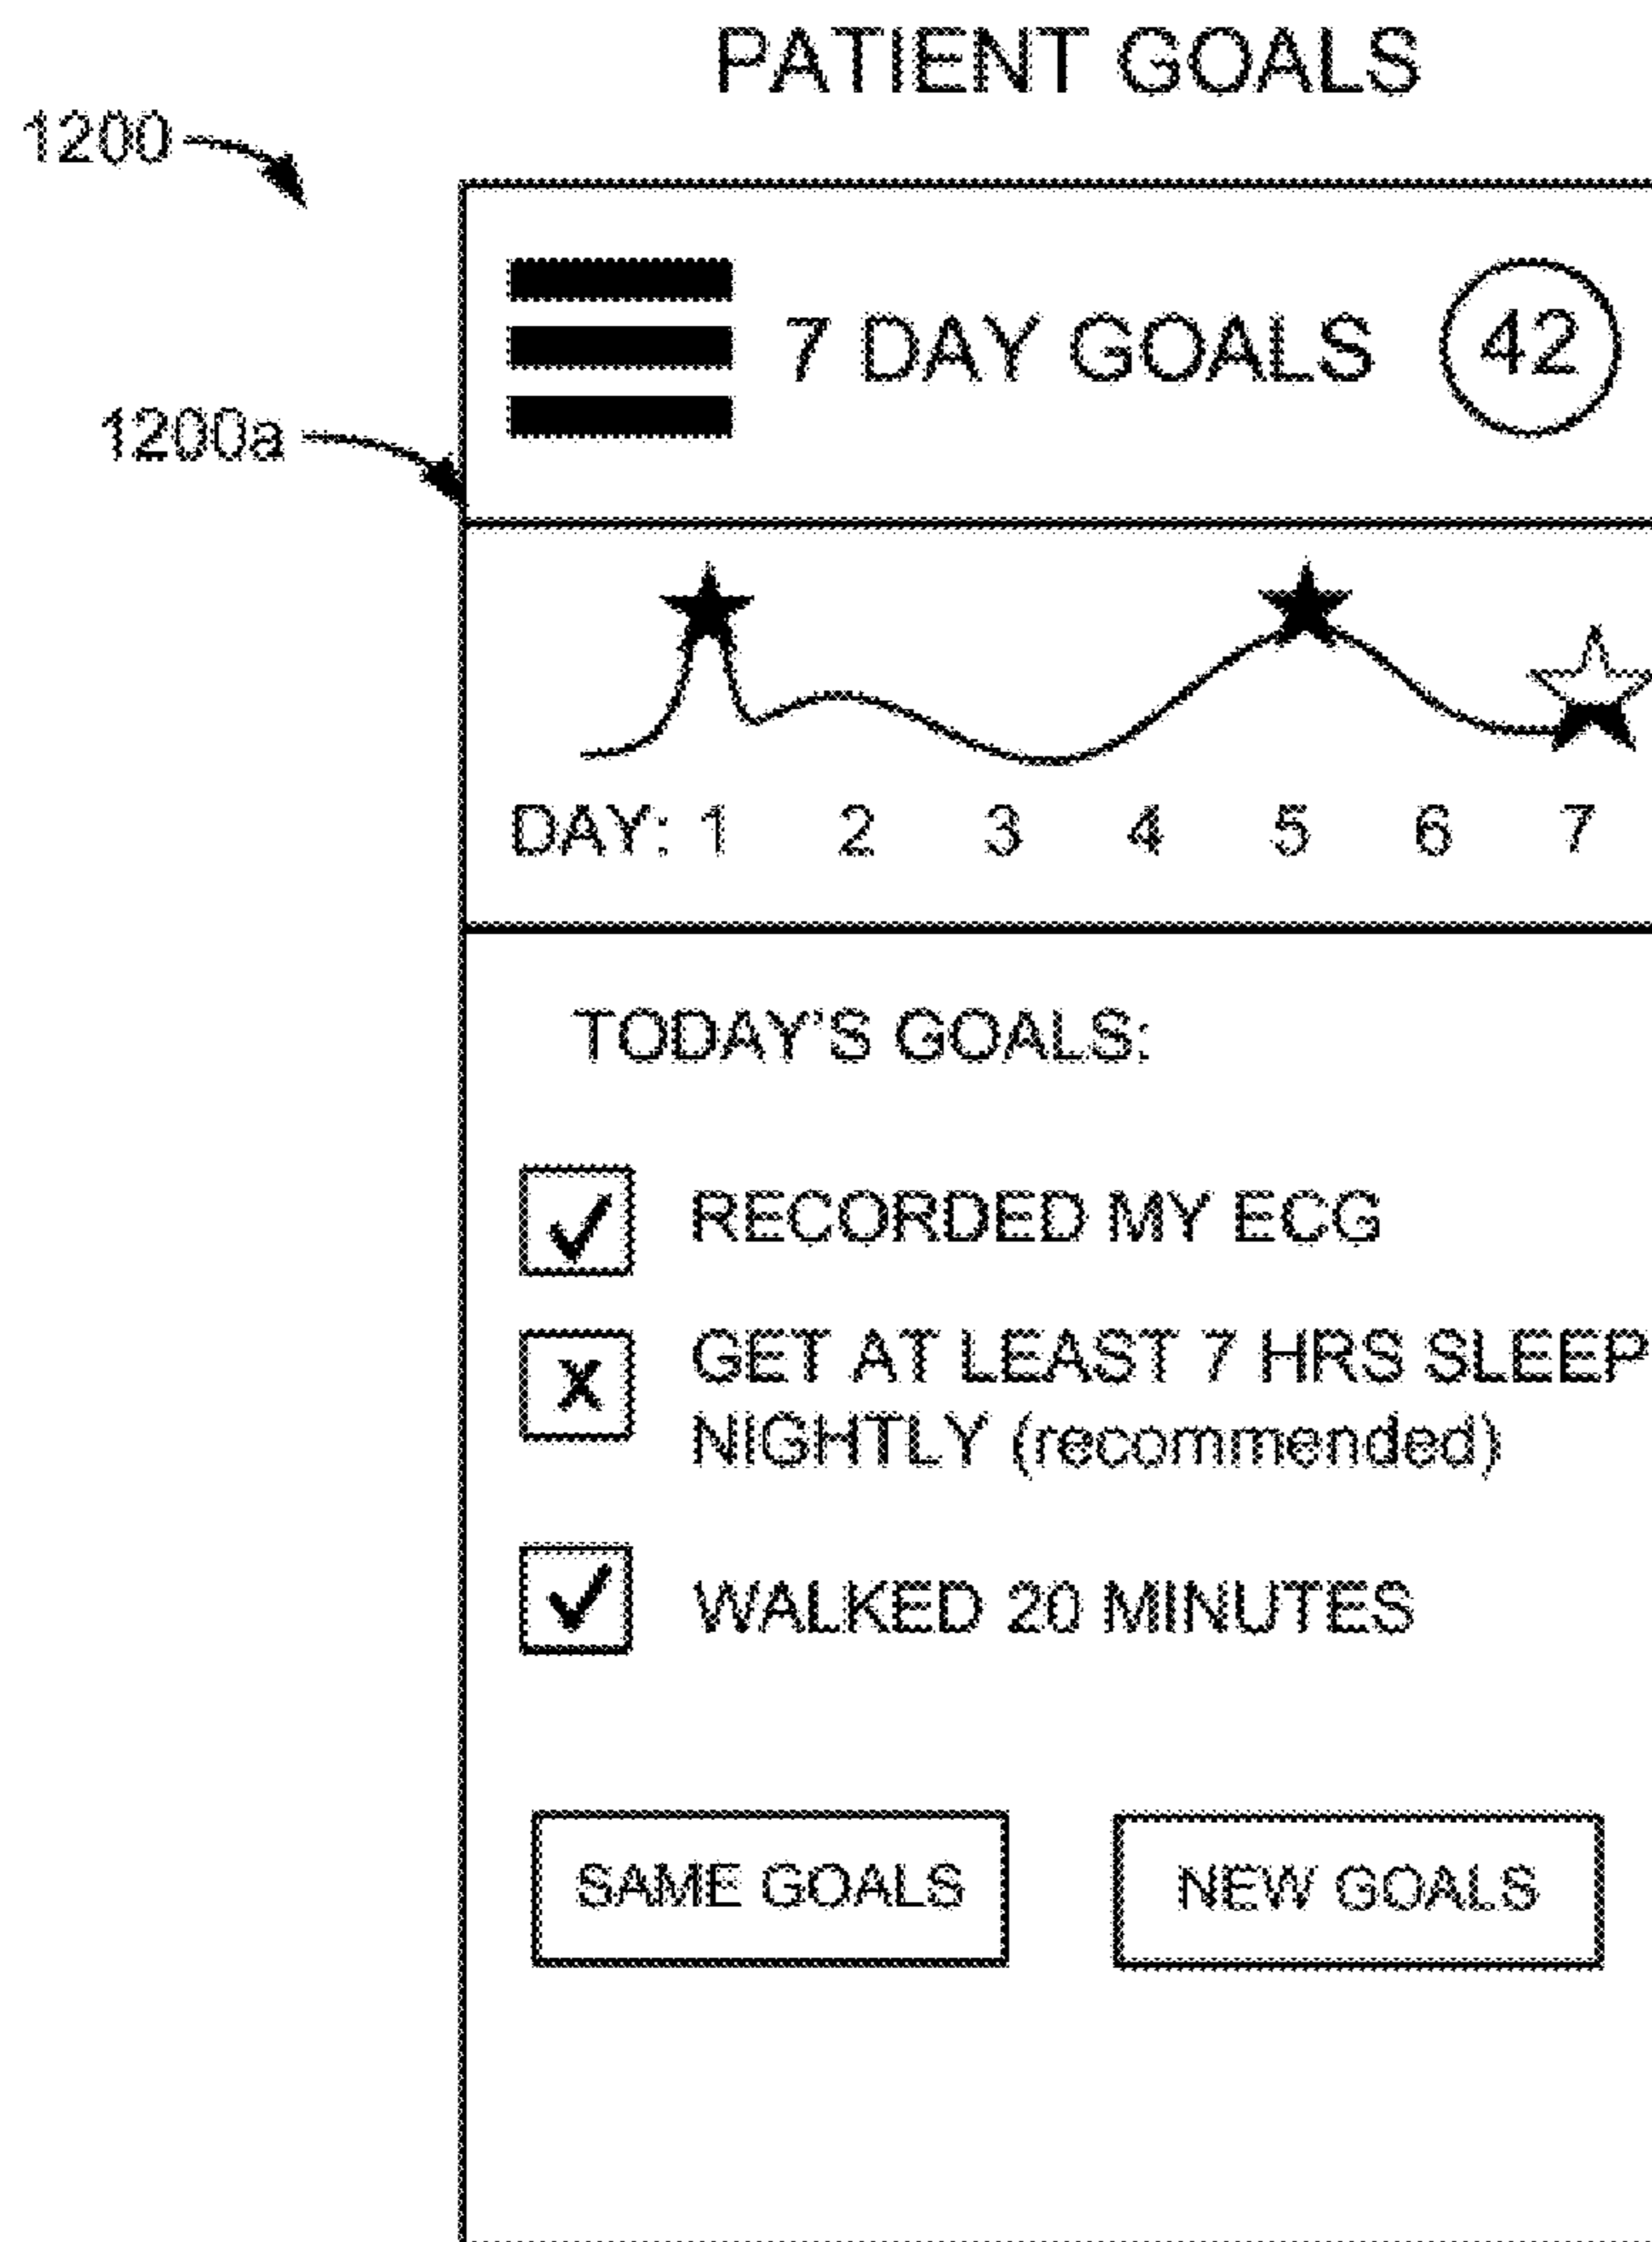 PATIENT GOALS
1200
7 DAY GOALS 42
1200a
DAY: 1 2 3 4 5 6 7
TODAY'S GOALS:
RECORDED MY ECG
X GET AT LEAST 7 HRS SLEEP
NIGHTLY (recommended)
WALKED 20 MINUTES
SAME GOALS NEW GOALS